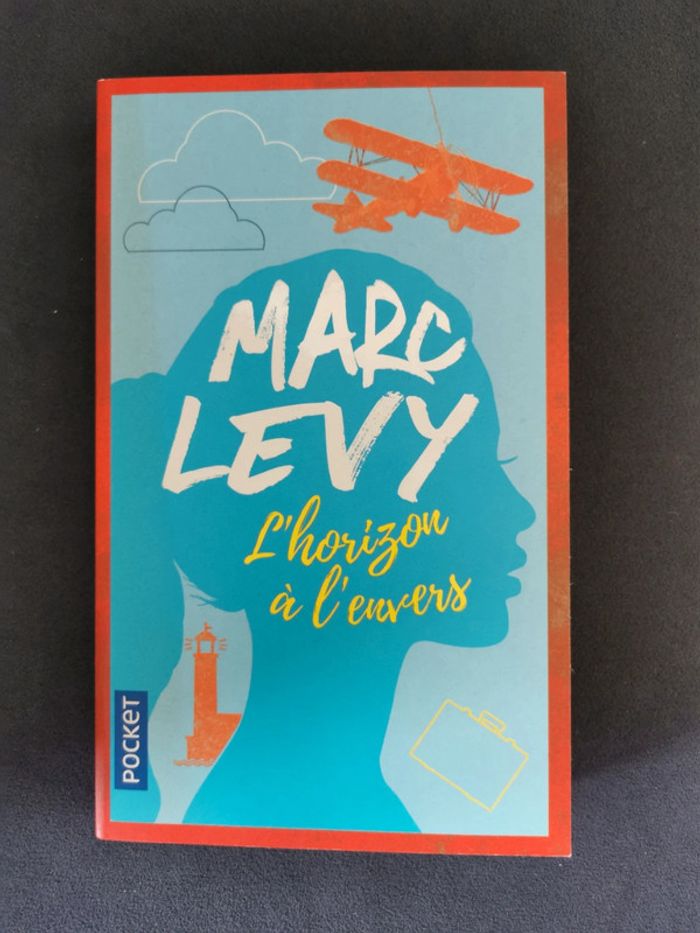 MARC
LEVY
L'horizon
à l'envers
POCKET